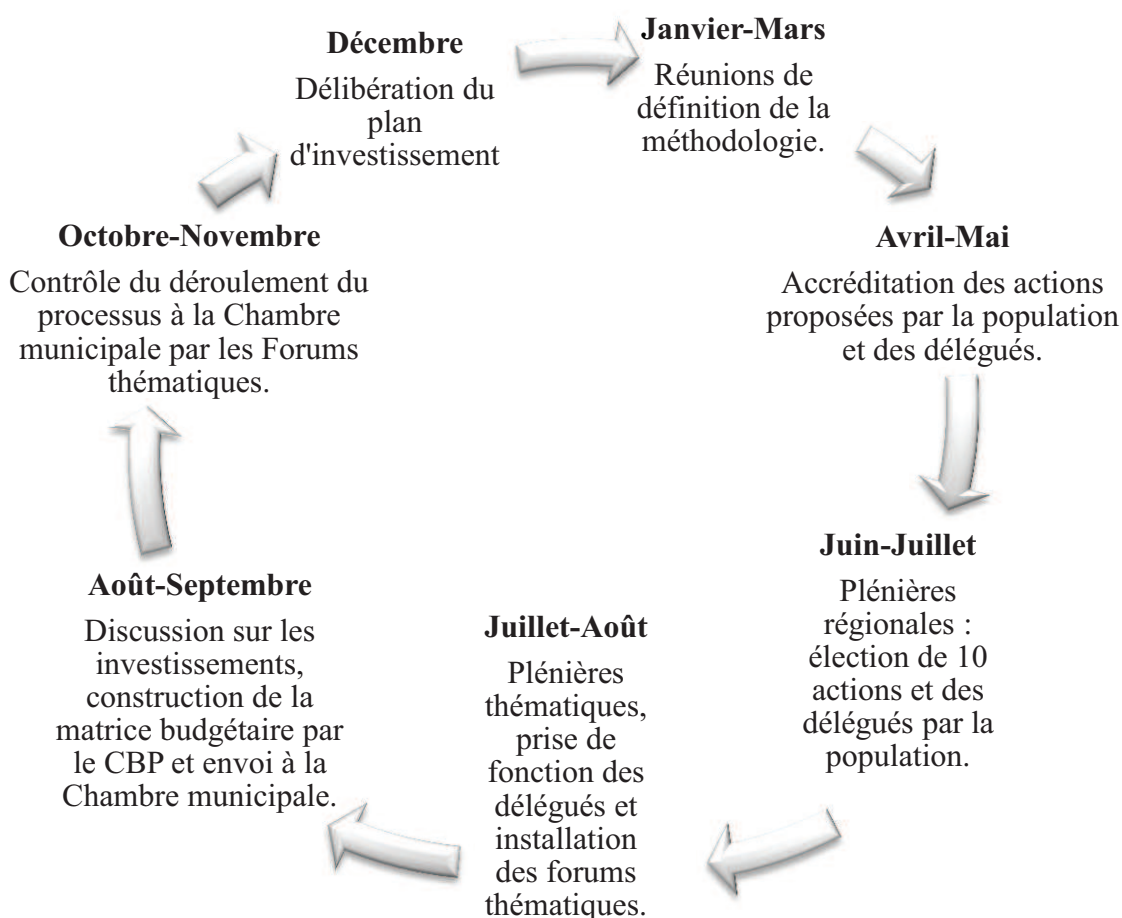 Janvier-Mars
Réunions de
définition de la
méthodologie.
Avril-Mai
Accréditation des actions
proposées par la population
et des délégués.
Juin-Juillet
Plénières
régionales :
élection de 10
actions et des
délégués par la
population.
Juillet-Août
Plénières
thématiques,
prise de
fonction des
délégués et
installation
des forums
thématiques.
Août-Septembre
Discussion sur les
investissements,
construction de la
matrice budgétaire par
le CBP et envoi à la
Chambre municipale.
Octobre-Novembre
Contrôle du déroulement du
processus à la Chambre
municipale par les Forums
thématiques.
Décembre
Délibération du
plan
d'investissement